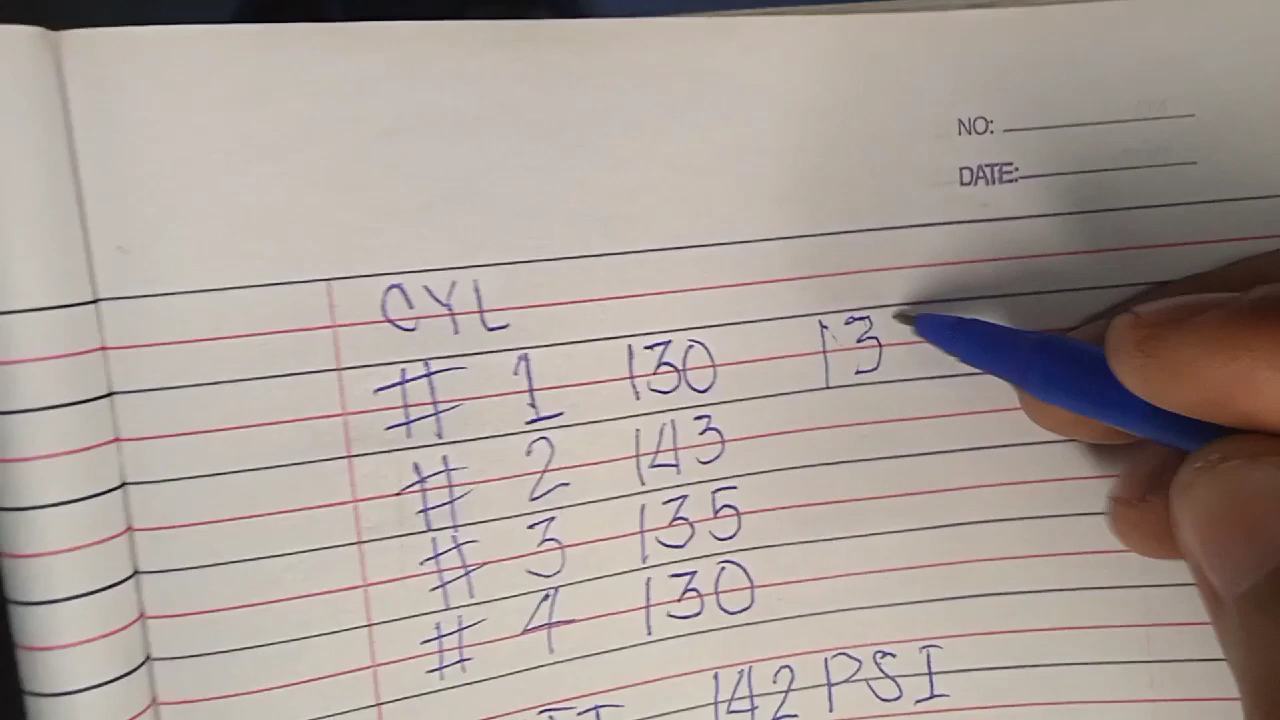 NO:
DATE:
CYL
# 1 130 13
# 2 143
# 3 135
# 4 130
142 PSI